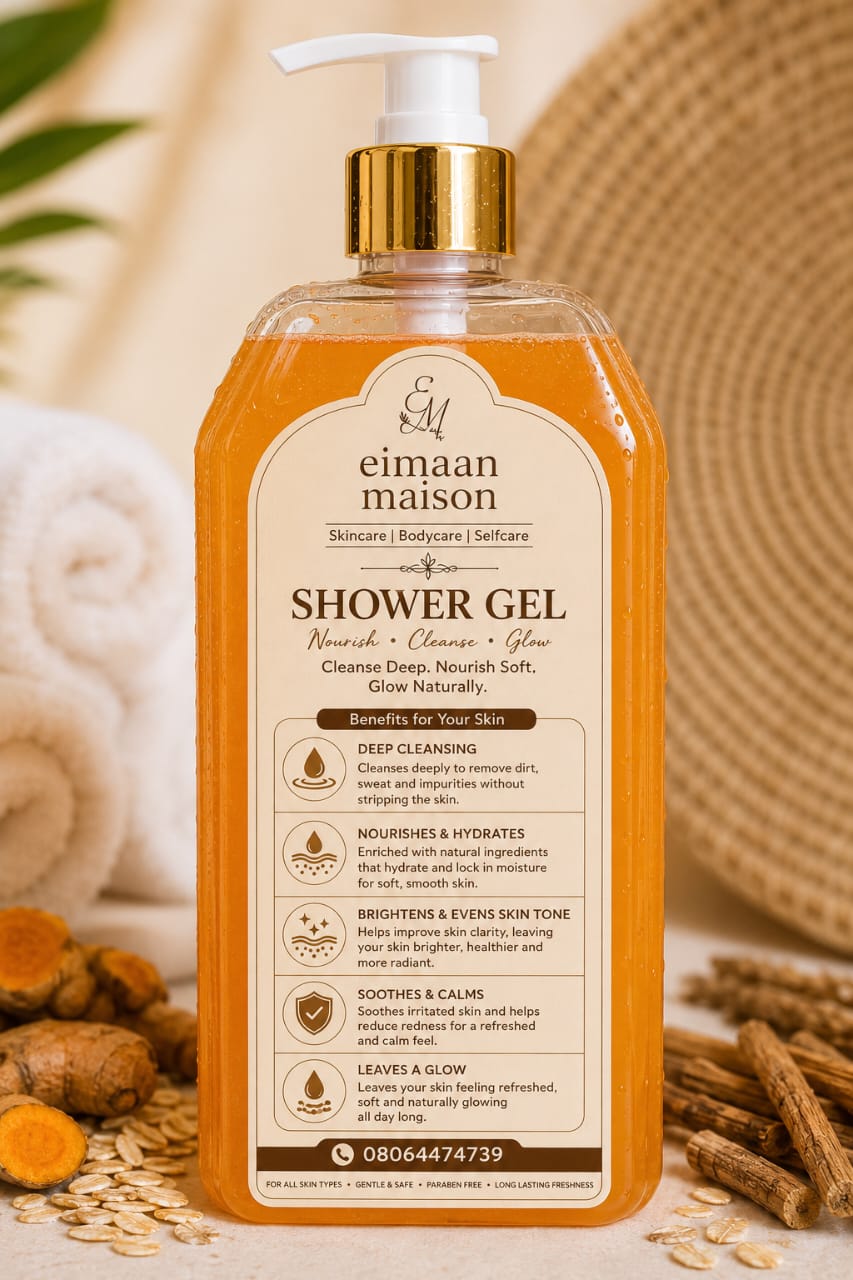 EM
eimaan
maison
Skincare | Bodycare | Selfcare
SHOWER GEL
Nourish • Cleanse • Glow
Cleanse Deep. Nourish Soft.
Glow Naturally.
Benefits for Your Skin
DEEP CLEANSING
Cleanses deeply to remove dirt,
sweat and impurities without
stripping the skin.
NOURISHES & HYDRATES
Enriched with natural ingredients
that hydrate and lock in moisture
for soft, smooth skin.
BRIGHTENS & EVENS SKIN TONE
Helps improve skin clarity, leaving
your skin brighter, healthier and
more radiant.
SOOTHES & CALMS
Soothes irritated skin and helps
reduce redness for a refreshed
and calm feel.
LEAVES A GLOW
Leaves your skin feeling refreshed,
soft and naturally glowing
all day long.
08064474739
FOR ALL SKIN TYPES • GENTLE & SAFE • PARABEN FREE • LONG LASTING FRESHNESS